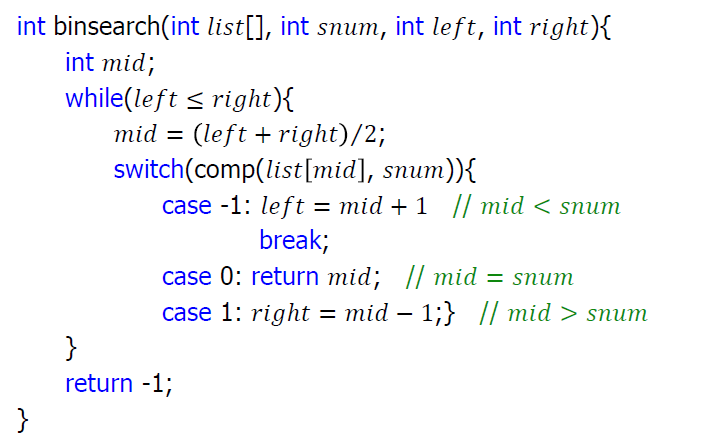 int binsearch(int list[], int snum, int left, int right){
int mid;
while(left ≤ right){
mid = (left + right)/2;
switch(comp(list[mid], snum)){
case -1: left = mid + 1 // mid < snum
break;
case 0: return mid; // mid = snum
case 1: right = mid − 1;} // mid > snum
}
return -1;
}